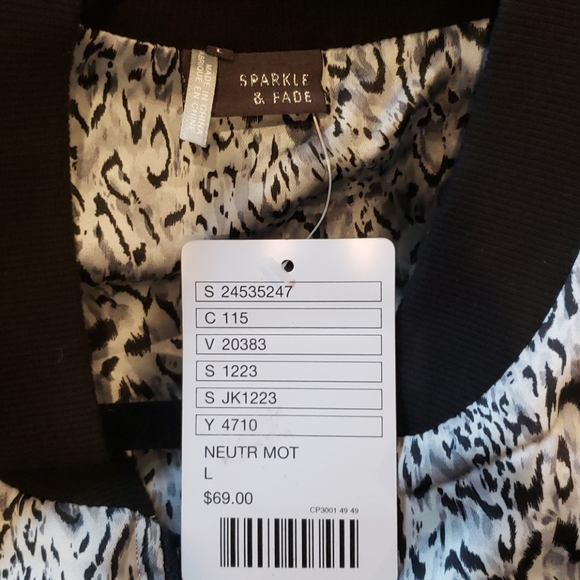 L
MADE IN CHINA
FABRIQUÉ EN CHINE
SPARKLE
& FADE
S 24535247
C 115
V 20383
S 1223
S JK1223
Y 4710
NEUTR MOT
L
$69.00
CP3001 49 49